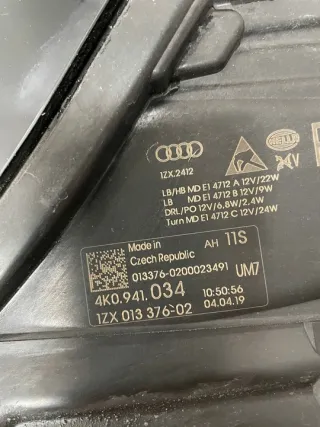 1ZX.2412
HELLA
24V
LB/HB MD E1 4712 A 12V/22W
LB MD E1 4712 B 12V/9W
DRL/PO 12V/6.8W/2.4W
Turn MD E1 4712 C 12V/24W
Made in
Czech Republic
AH 11S
013376-0200023491
UM7
4K0.941.034
10:50:56
1ZX 013 376-02
04.04.19